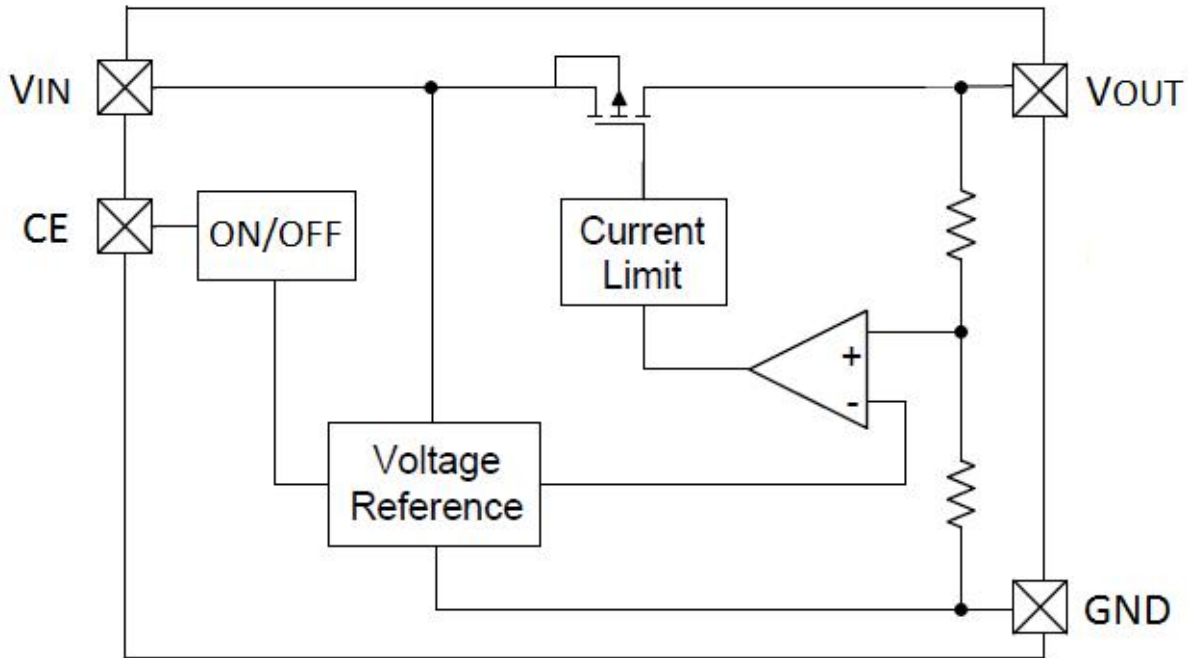 VIN
VOUT
CE
ON/OFF
Current
Limit
+
-
Voltage
Reference
GND